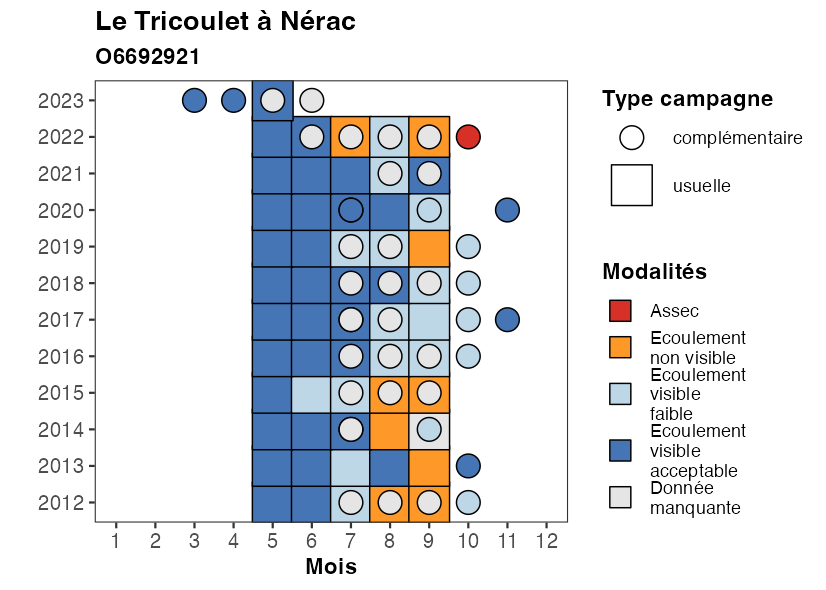 Le Tricoulet à Nérac
O6692921
2023
2022
2021
2020
2019
2018
2017
2016
2015
2014
2013
2012
1 2 3 4 5 6 7 8 9 10 11 12
Mois
Type campagne
complémentaire
usuelle
Modalités
Assec
Ecoulement
non visible
Ecoulement
visible
faible
Ecoulement
visible
acceptable
Donnée
manquante